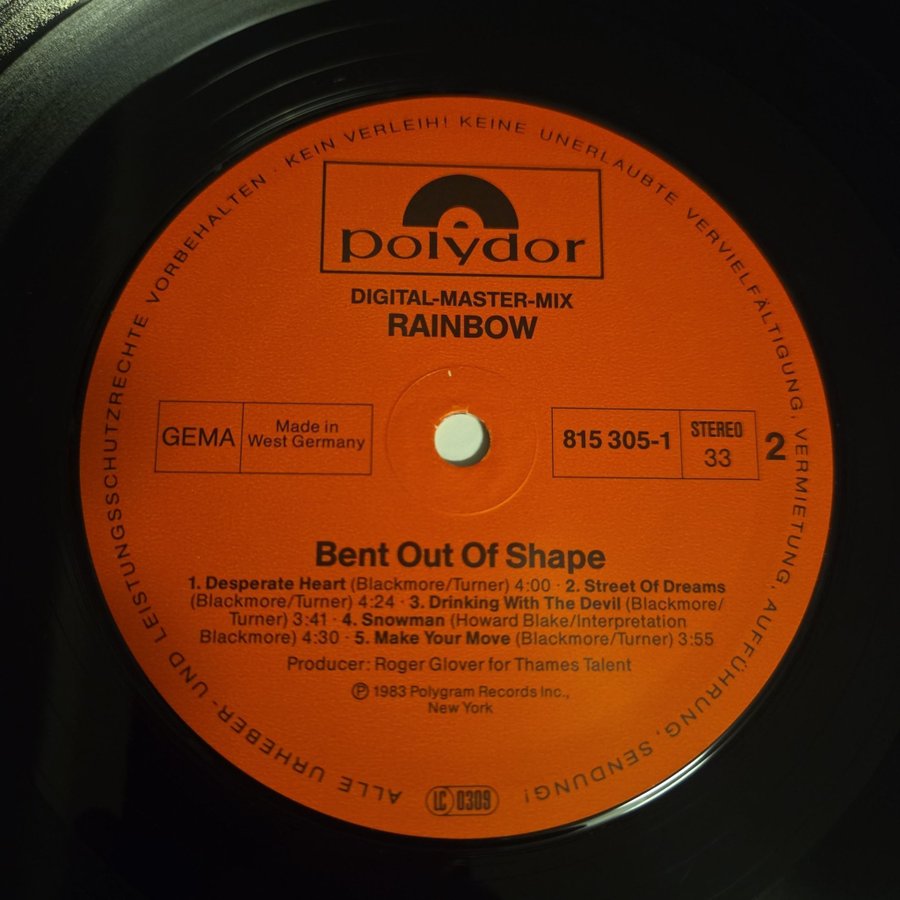 ALLE URHEBER- UND LEISTUNGSSCHUTZRECHTE VORBEHALTEN · KEIN VERLEIH! KEINE UNERLAUBTE VERVIELFÄLTIGUNG, VERMIETUNG, AUFFÜHRUNG, SENDUNG!
polydor
DIGITAL-MASTER-MIX
RAINBOW
GEMA
Made in
West Germany
815 305-1
STEREO
33
2
Bent Out Of Shape
1. Desperate Heart (Blackmore/Turner) 4:00 · 2. Street Of Dreams
(Blackmore/Turner) 4:24 · 3. Drinking With The Devil (Blackmore/
Turner) 3:41 · 4. Snowman (Howard Blake/Interpretation
Blackmore) 4:30 · 5. Make Your Move (Blackmore/Turner) 3:55
Producer: Roger Glover for Thames Talent
℗ 1983 Polygram Records Inc.,
New York
LC 0309